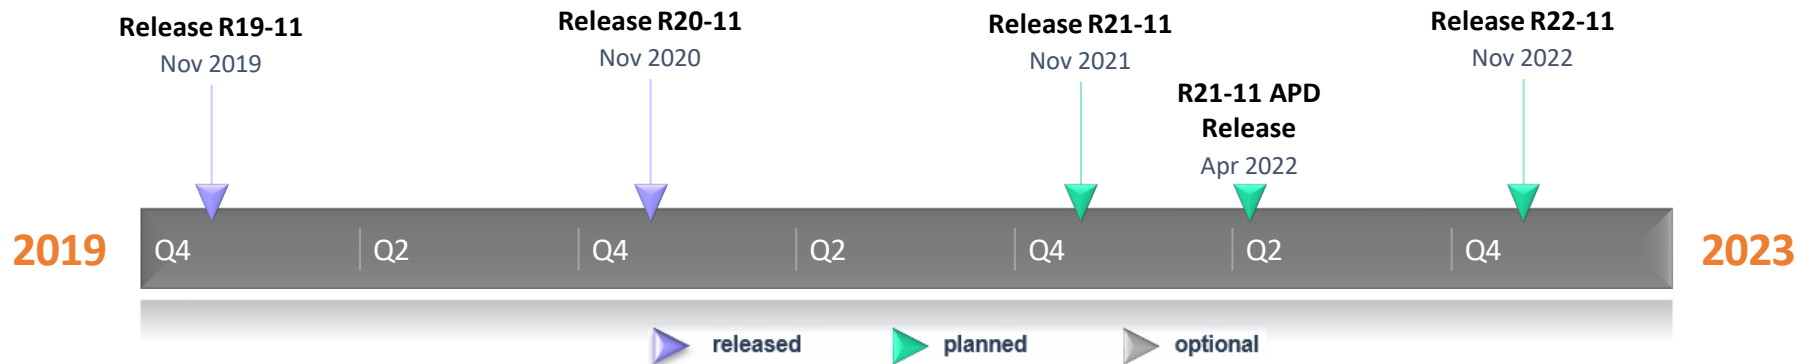 Release R19-11
Nov 2019
Release R20-11
Nov 2020
Release R21-11
Nov 2021
R21-11 APD
Release
Apr 2022
Release R22-11
Nov 2022
2019 Q4 Q2 Q4 Q2 Q4 Q2 Q4 2023
released planned optional